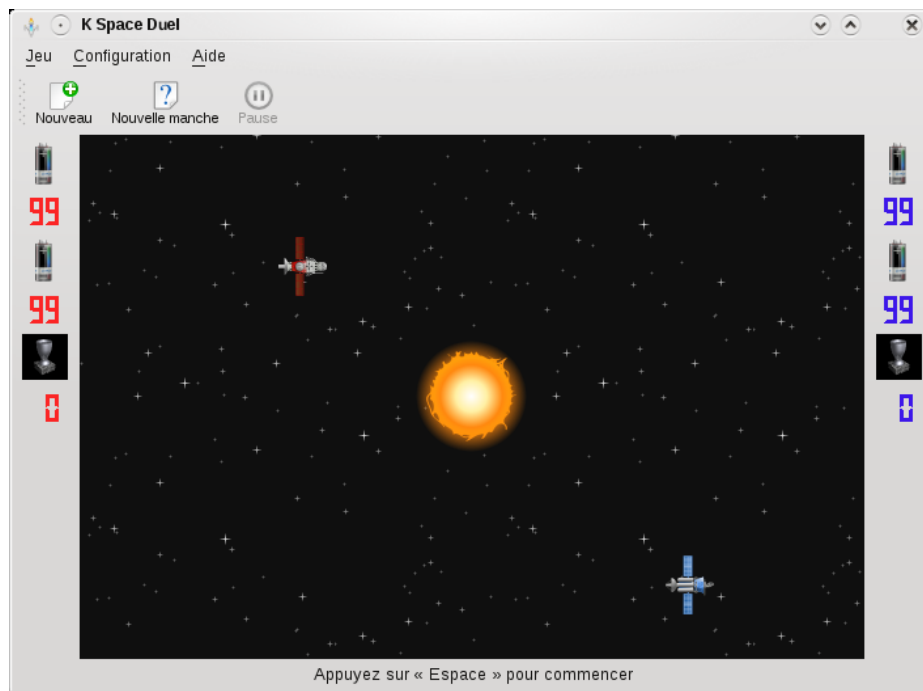 K Space Duel
Jeu Configuration Aide
Nouveau Nouvelle manche Pause
99 99
99 99
0 0
Appuyez sur « Espace » pour commencer